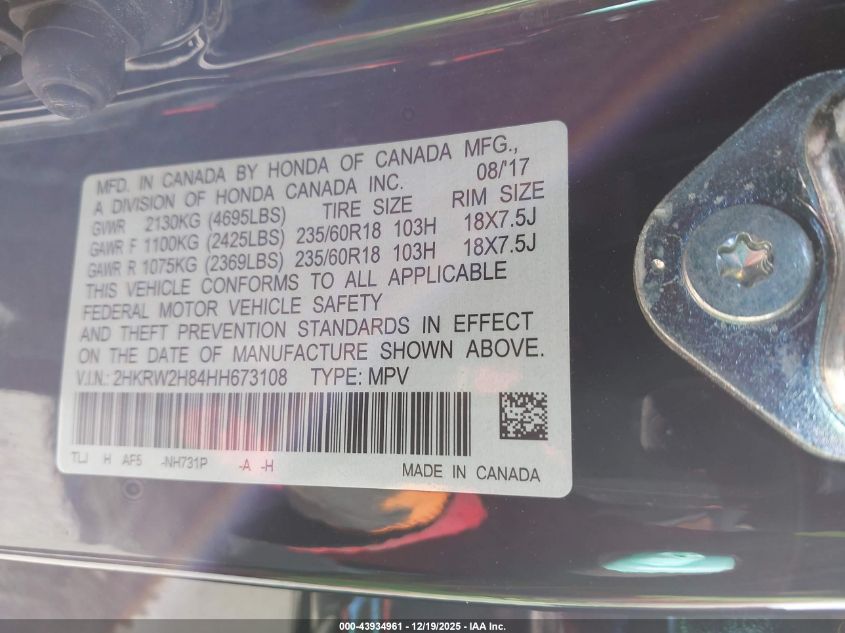 MFD. IN CANADA BY HONDA OF CANADA MFG.,
A DIVISION OF HONDA CANADA INC. 08/'17
GVWR 2130KG (4695LBS) TIRE SIZE RIM SIZE
GAWR F 1100KG (2425LBS) 235/60R18 103H 18X7.5J
GAWR R 1075KG (2369LBS) 235/60R18 103H 18X7.5J
THIS VEHICLE CONFORMS TO ALL APPLICABLE
FEDERAL MOTOR VEHICLE SAFETY
AND THEFT PREVENTION STANDARDS IN EFFECT
ON THE DATE OF MANUFACTURE SHOWN ABOVE.
V.I.N.: 2HKRW2H84HH673108 TYPE: MPV
TLJ H AF5 -NH731P -A -H
MADE IN CANADA
000-43934961 - 12/19/2025 - IAA Inc.